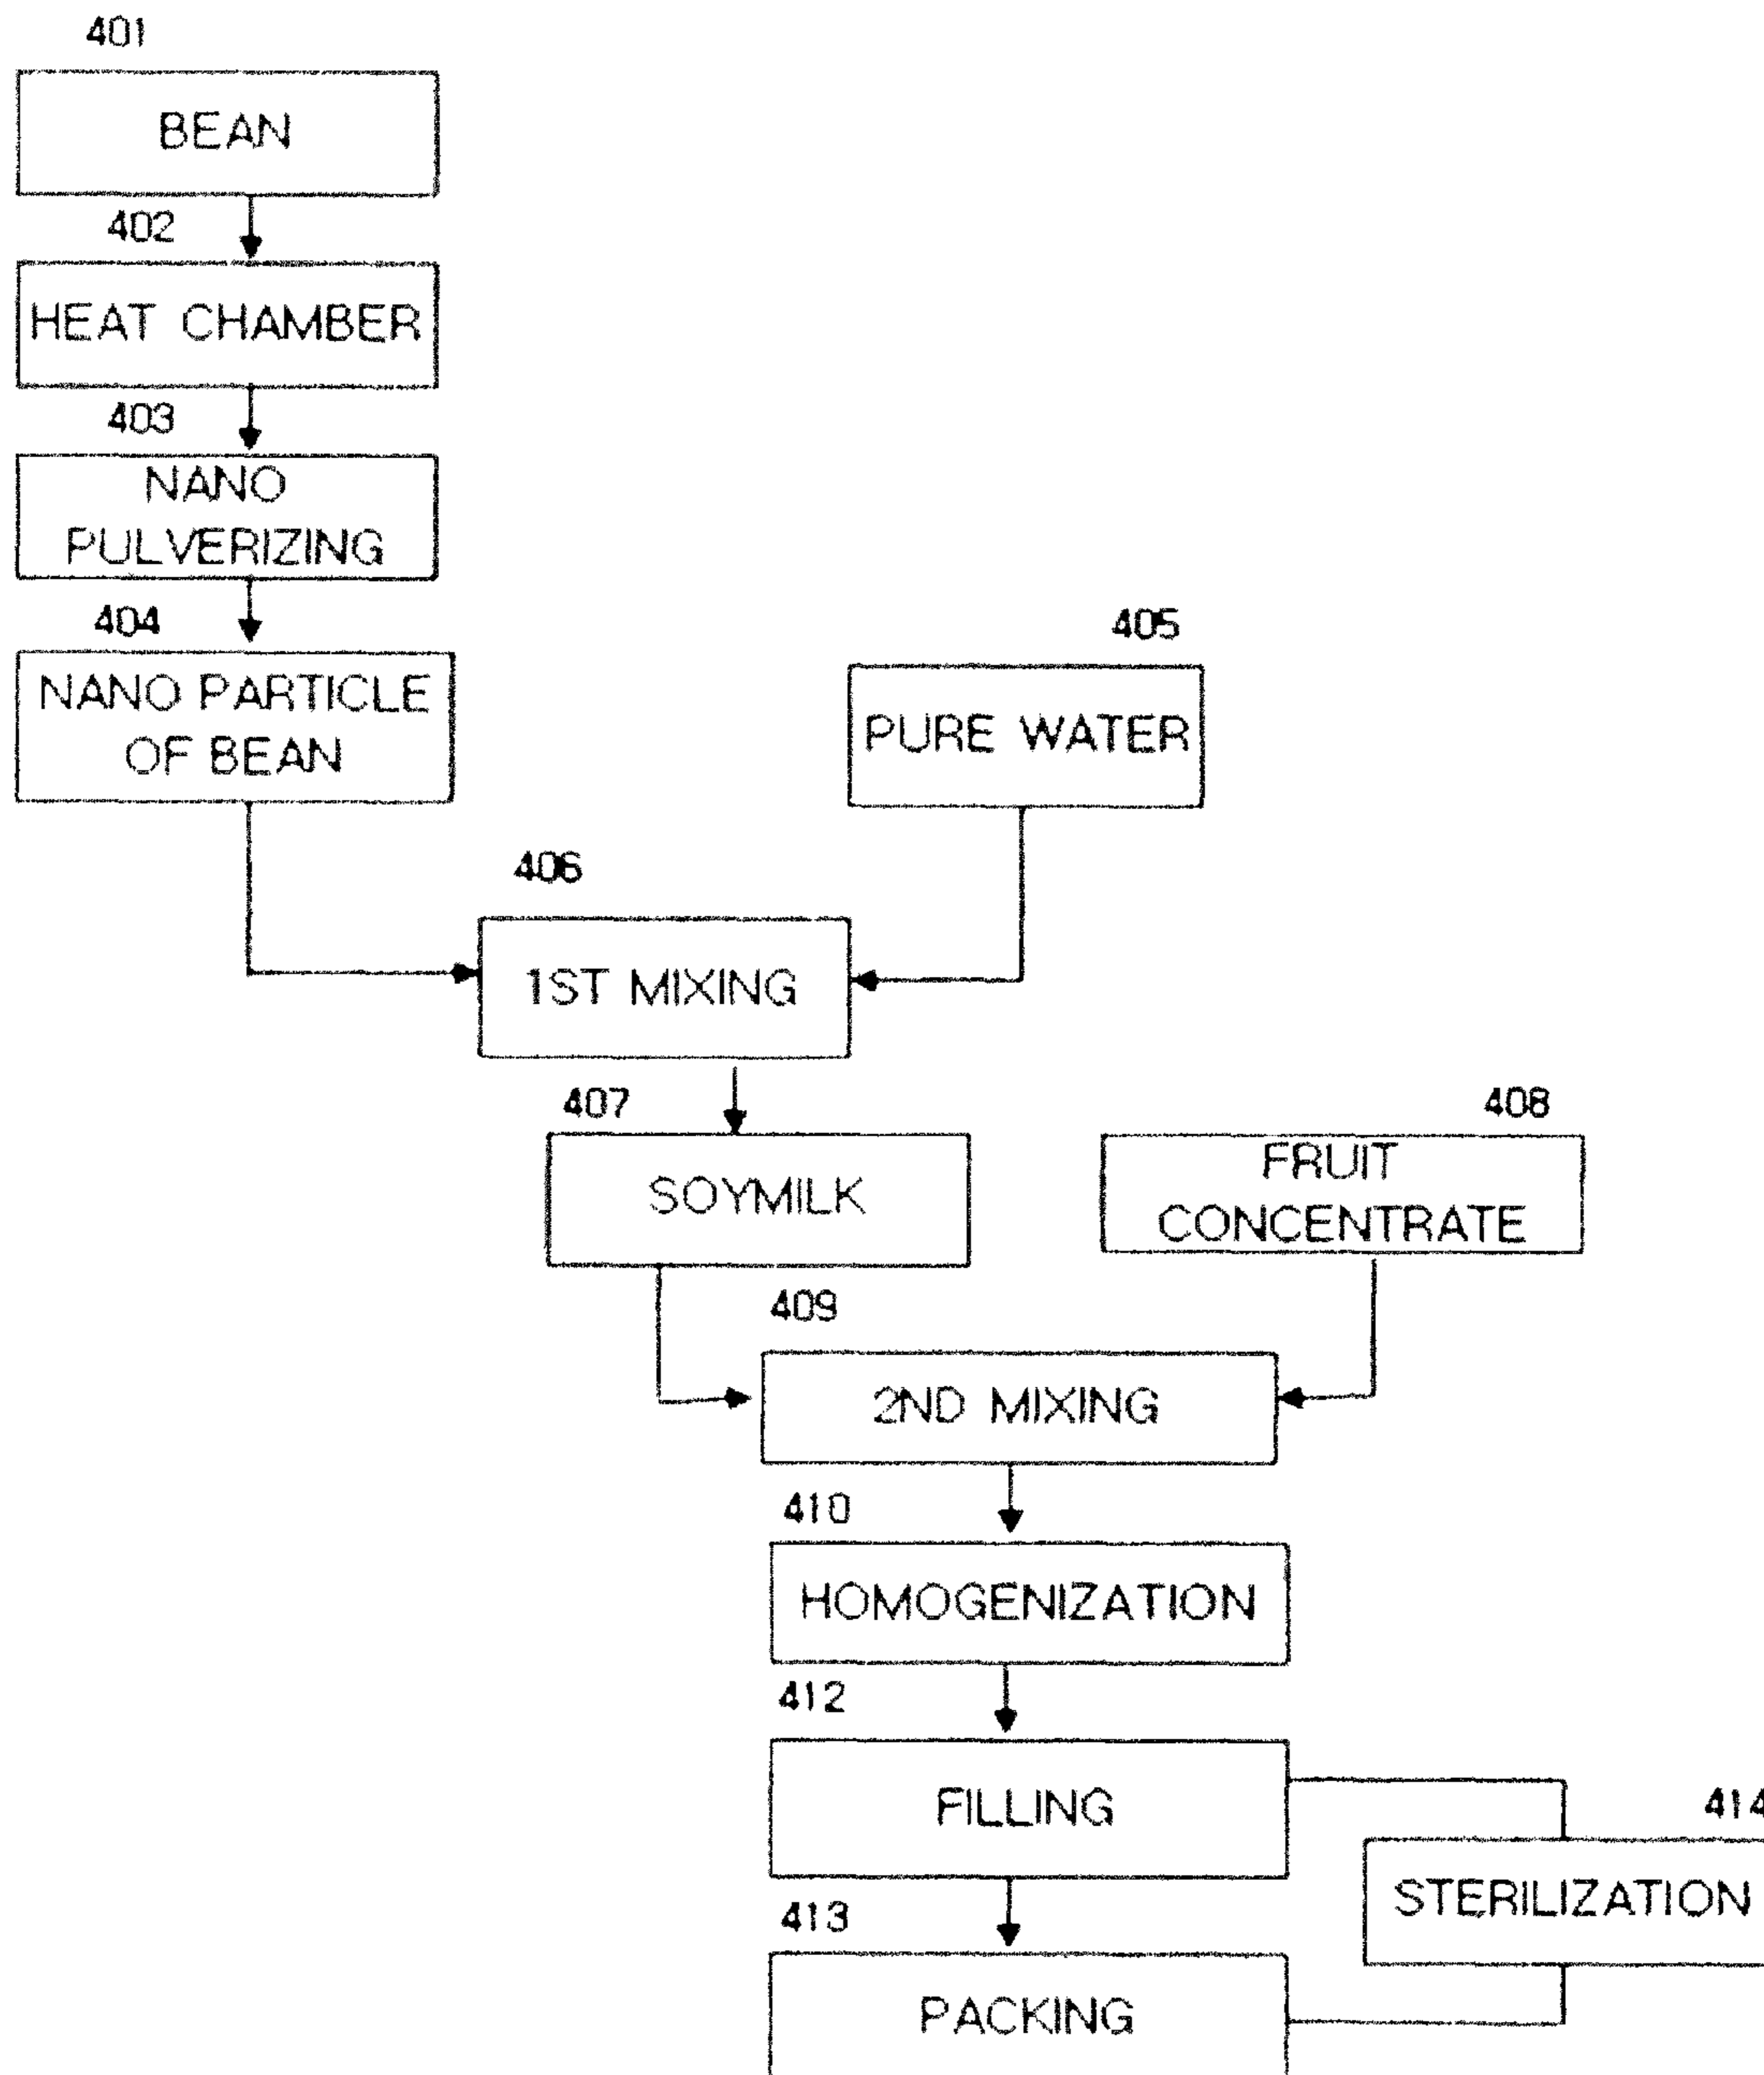 401
BEAN
402
HEAT CHAMBER
403
NANO
PULVERIZING
404
NANO PARTICLE
OF BEAN
405
PURE WATER
406
1ST MIXING
407
SOYMILK
408
FRUIT
CONCENTRATE
409
2ND MIXING
410
HOMOGENIZATION
412
FILLING
414
STERILIZATION
413
PACKING